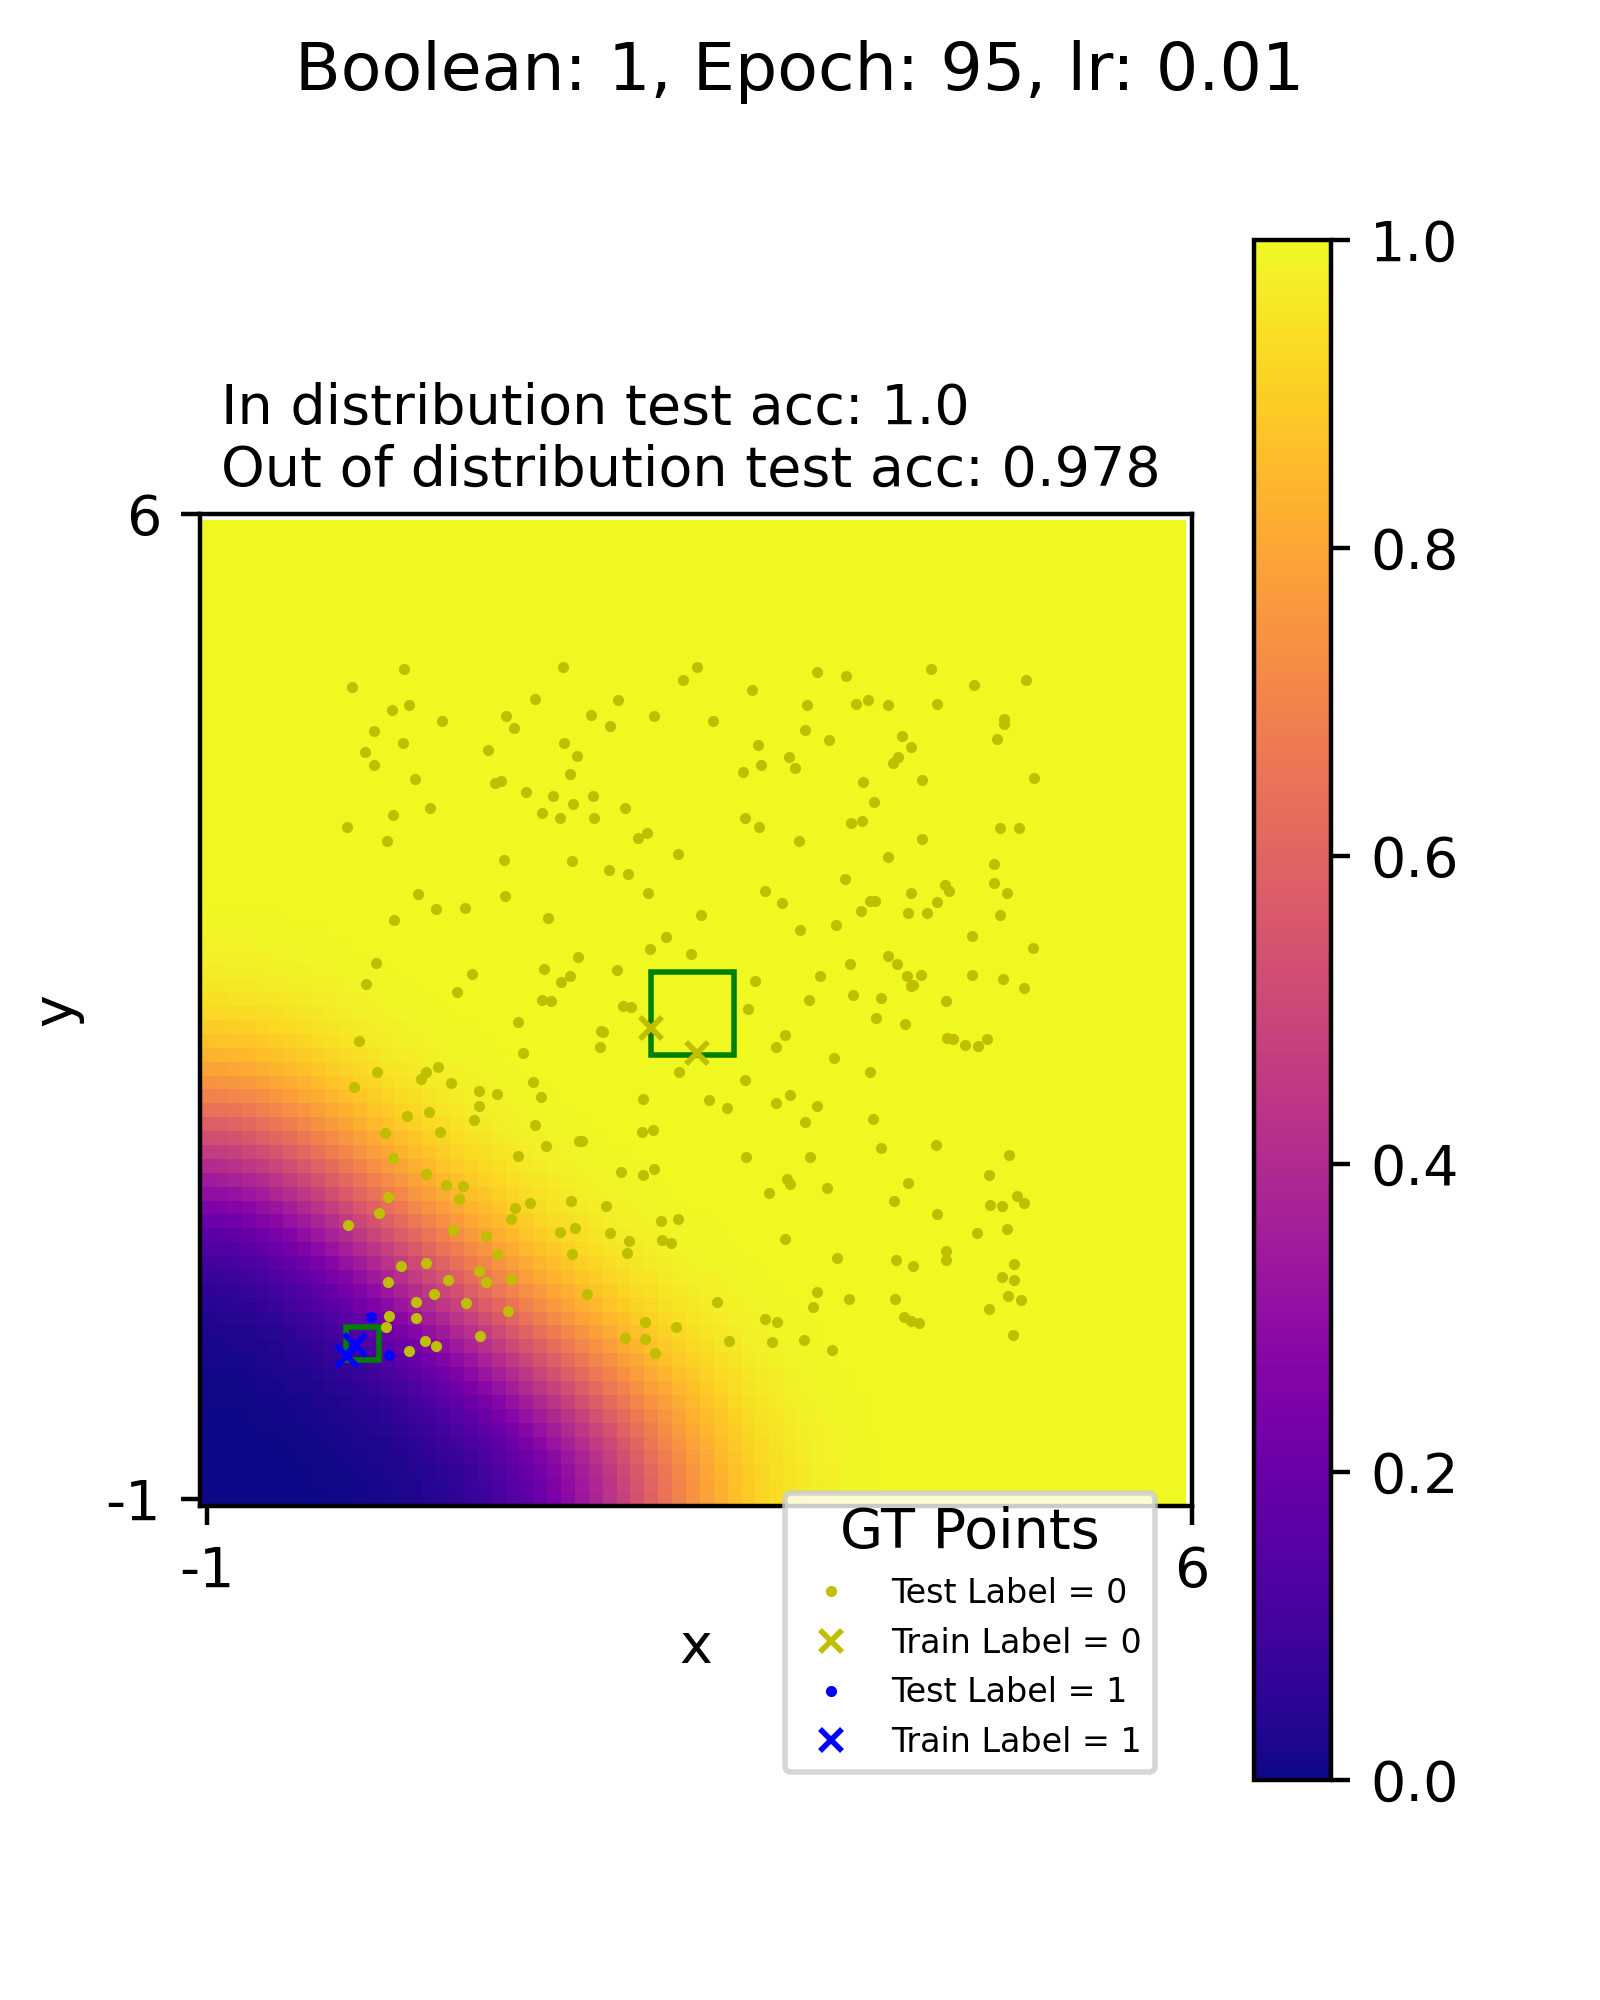 Boolean: 1, Epoch: 95, lr: 0.01
In distribution test acc: 1.0
Out of distribution test acc: 0.978
6
y
-1
-1
6
x
GT Points
Test Label = 0
Train Label = 0
Test Label = 1
Train Label = 1
1.0
0.8
0.6
0.4
0.2
0.0